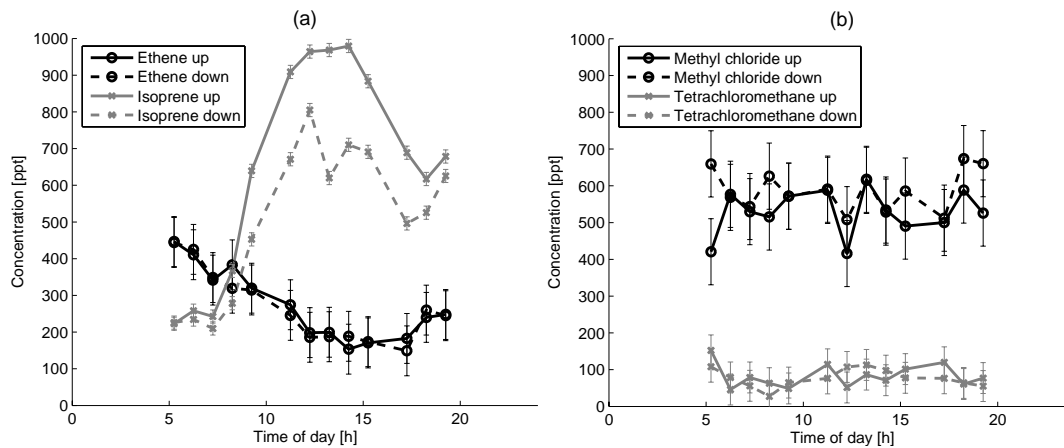 (a)
Concentration [ppt]
1000
900
800
700
600
500
400
300
200
100
0
Ethene up
Ethene down
Isoprene up
Isoprene down
5
10
15
20
Time of day [h]
(b)
Concentration [ppt]
1000
900
800
700
600
500
400
300
200
100
0
Methyl chloride up
Methyl chloride down
Tetrachloromethane up
Tetrachloromethane down
5
10
15
20
Time of day [h]